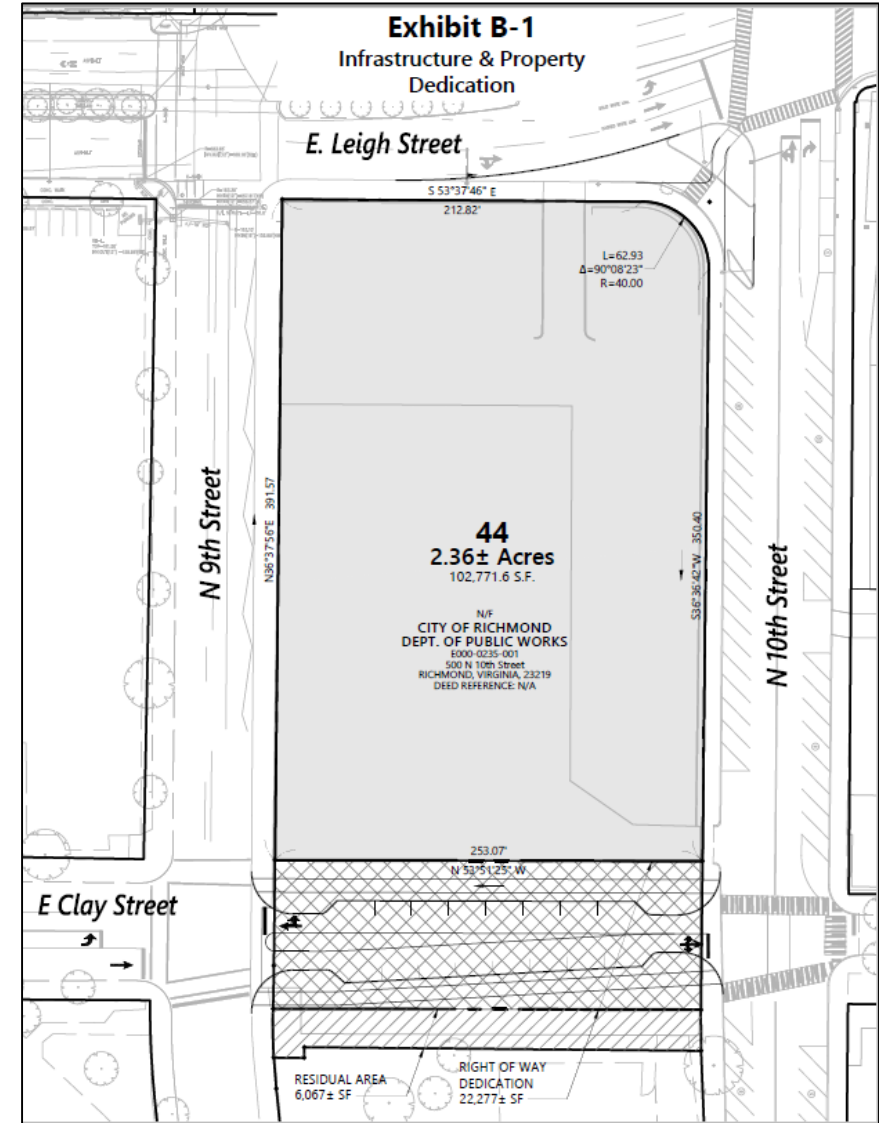 Exhibit B-1
Infrastructure & Property
Dedication
E. Leigh Street
S 53°37'46" E
212.82'
L=62.93
Δ=90°08'23"
R=40.00
N 9th Street
N36°37'56"E 391.57
44
2.36± Acres
102,771.6 S.F.
N/F
CITY OF RICHMOND
DEPT. OF PUBLIC WORKS
E000-0235-001
500 N 10th Street
RICHMOND, VIRGINIA, 23219
DEED REFERENCE: N/A
S36°36'42"W 350.40
N 10th Street
253.07'
N 53°51'25" W
E Clay Street
RESIDUAL AREA
6,067± SF
RIGHT OF WAY
DEDICATION
22,277± SF